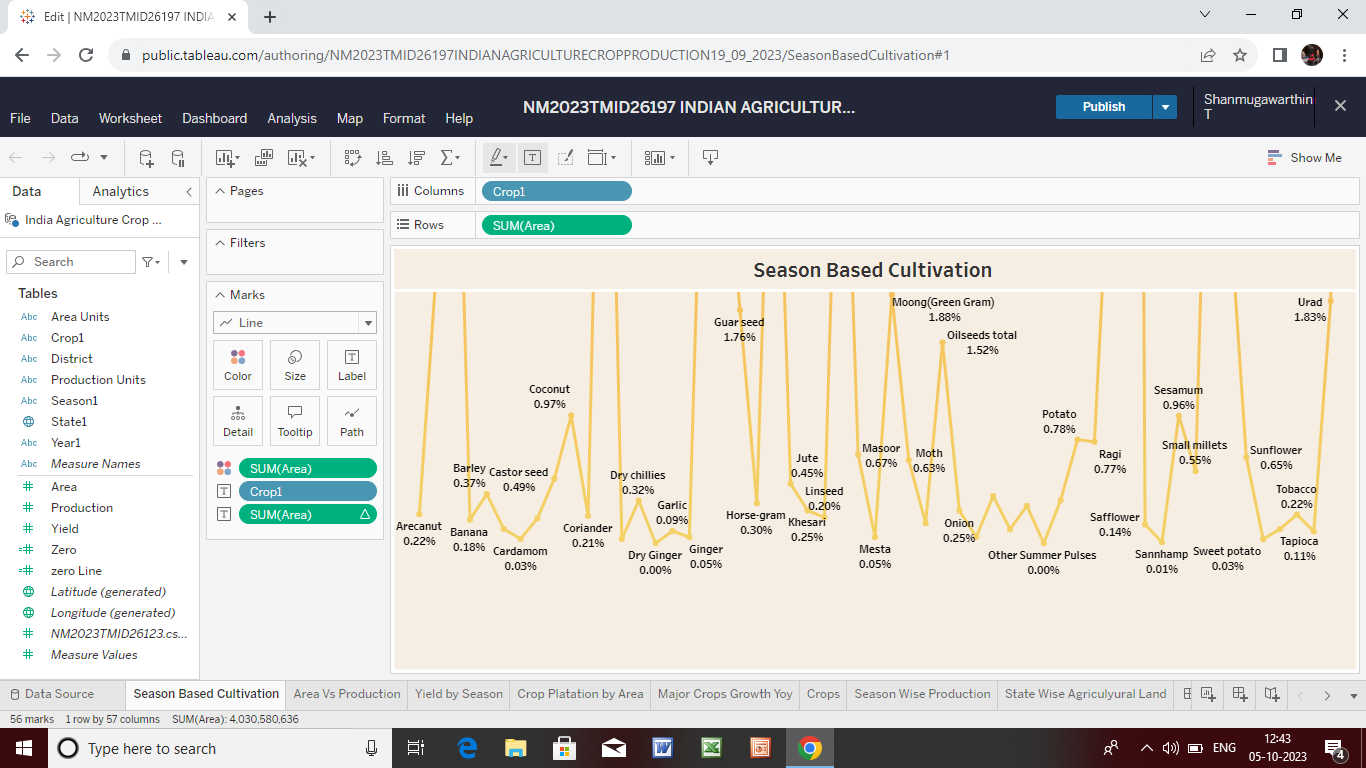 Edit | NM2023TMID26197 INDIA
public.tableau.com/authoring/NM2023TMID26197INDIANAGRICULTURECROPPRODUCTION19_09_2023/SeasonBasedCultivation#1
NM2023TMID26197 INDIAN AGRICULTUR...
Publish
Shanmugawarthin
T
File Data Worksheet Dashboard Analysis Map Format Help
Show Me
Data Analytics
India Agriculture Crop ...
Search
Tables
Abc Area Units
Abc Crop1
Abc District
Abc Production Units
Abc Season1
State1
Abc Year1
Abc Measure Names
Area
Production
Yield
Zero
zero Line
Latitude (generated)
Longitude (generated)
NM2023TMID26123.cs...
Measure Values
Pages
Filters
Marks
Line
Color Size Label
Detail Tooltip Path
SUM(Area)
Crop1
SUM(Area)
Columns Crop1
Rows SUM(Area)
Season Based Cultivation
Arecanut
0.22%
Barley
0.37%
Banana
0.18%
Castor seed
0.49%
Cardamom
0.03%
Coconut
0.97%
Coriander
0.21%
Dry chillies
0.32%
Dry Ginger
0.00%
Garlic
0.09%
Ginger
0.05%
Guar seed
1.76%
Horse-gram
0.30%
Jute
0.45%
Khesari
0.25%
Linseed
0.20%
Masoor
0.67%
Mesta
0.05%
Moong(Green Gram)
1.88%
Moth
0.63%
Oilseeds total
1.52%
Onion
0.25%
Other Summer Pulses
0.00%
Potato
0.78%
Ragi
0.77%
Safflower
0.14%
Sannhamp
0.01%
Sesamum
0.96%
Small millets
0.55%
Sweet potato
0.03%
Sunflower
0.65%
Tobacco
0.22%
Tapioca
0.11%
Urad
1.83%
Data Source Season Based Cultivation Area Vs Production Yield by Season Crop Platation by Area Major Crops Growth Yoy Crops Season Wise Production State Wise Agriculyural Land
56 marks 1 row by 57 columns SUM(Area): 4,030,580,636
Type here to search
ENG
12:43
05-10-2023
4